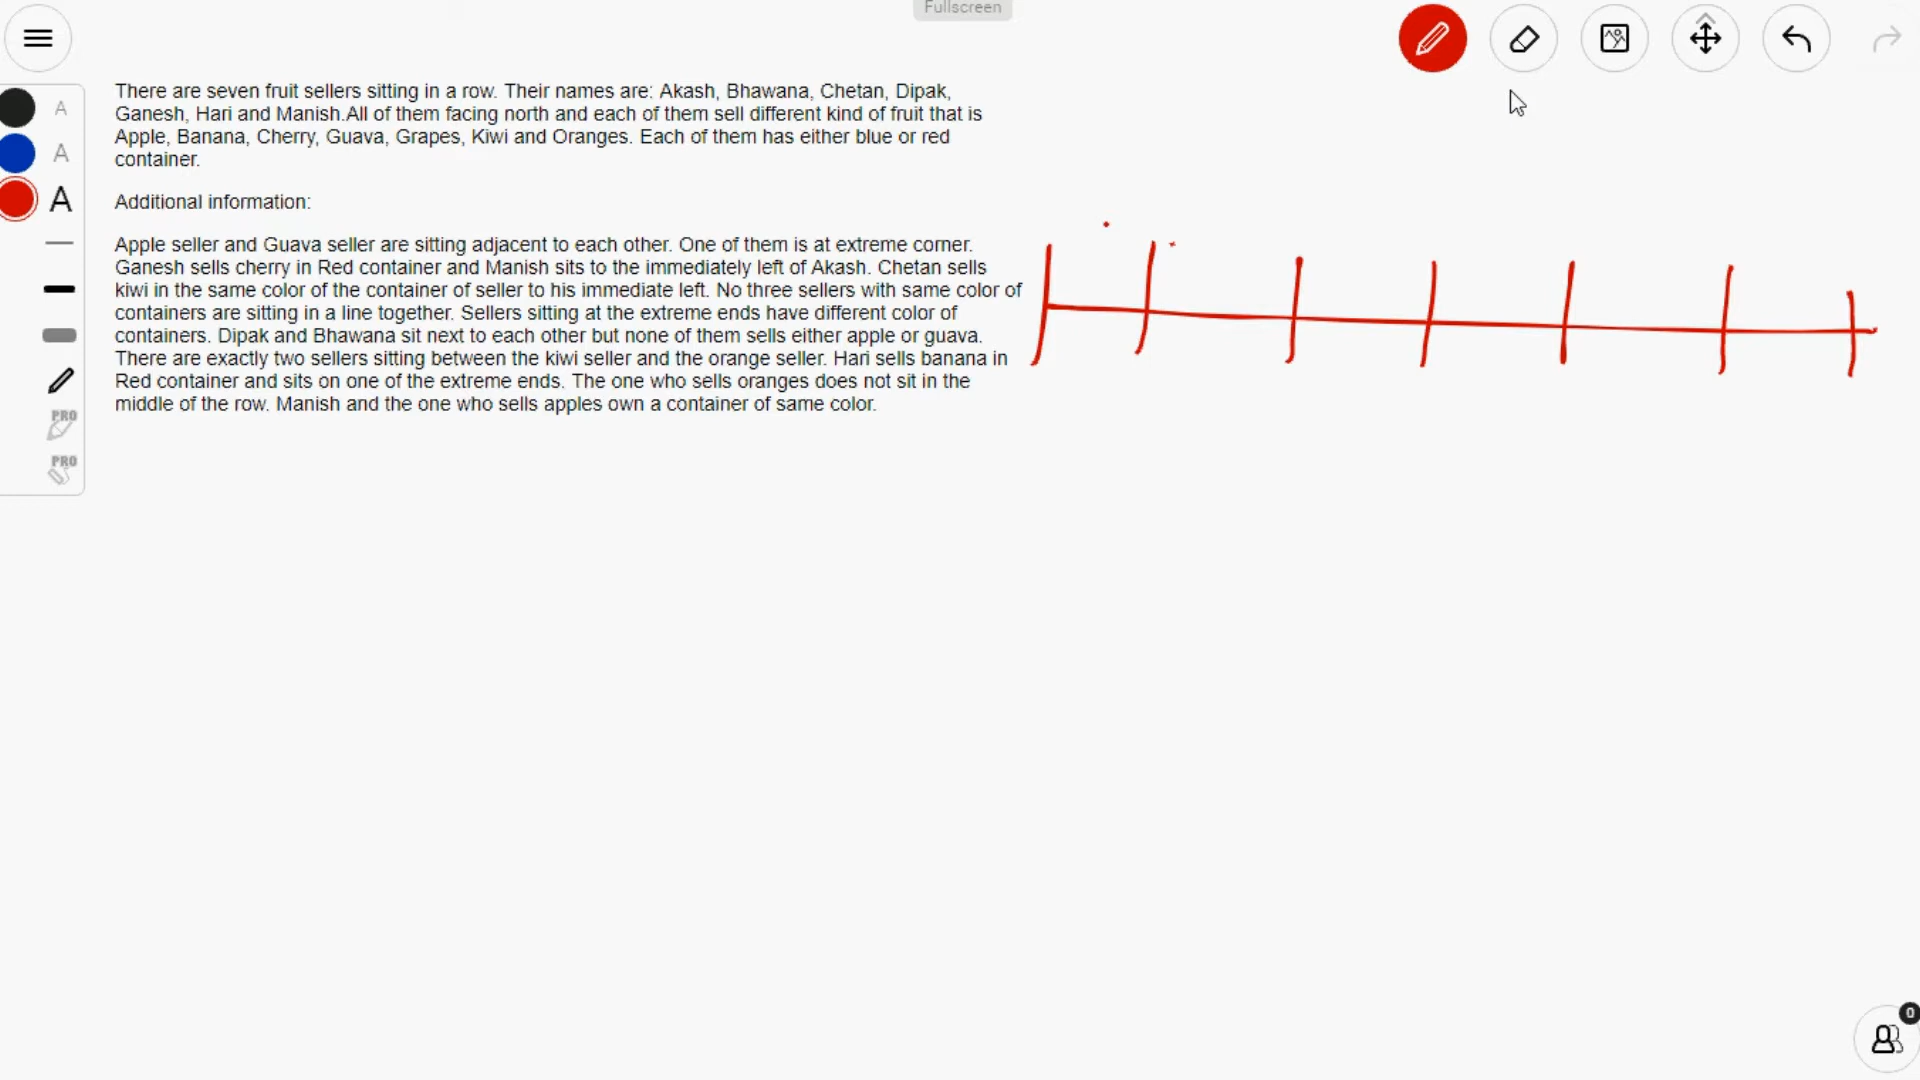 Fullscreen
There are seven fruit sellers sitting in a row. Their names are: Akash, Bhawana, Chetan, Dipak,
Ganesh, Hari and Manish.All of them facing north and each of them sell different kind of fruit that is
Apple, Banana, Cherry, Guava, Grapes, Kiwi and Oranges. Each of them has either blue or red
container.
Additional information:
Apple seller and Guava seller are sitting adjacent to each other. One of them is at extreme corner.
Ganesh sells cherry in Red container and Manish sits to the immediately left of Akash. Chetan sells
kiwi in the same color of the container of seller to his immediate left. No three sellers with same color of
containers are sitting in a line together. Sellers sitting at the extreme ends have different color of
containers. Dipak and Bhawana sit next to each other but none of them sells either apple or guava.
There are exactly two sellers sitting between the kiwi seller and the orange seller. Hari sells banana in
Red container and sits on one of the extreme ends. The one who sells oranges does not sit in the
middle of the row. Manish and the one who sells apples own a container of same color.
A
A
A
PRO
PRO
0